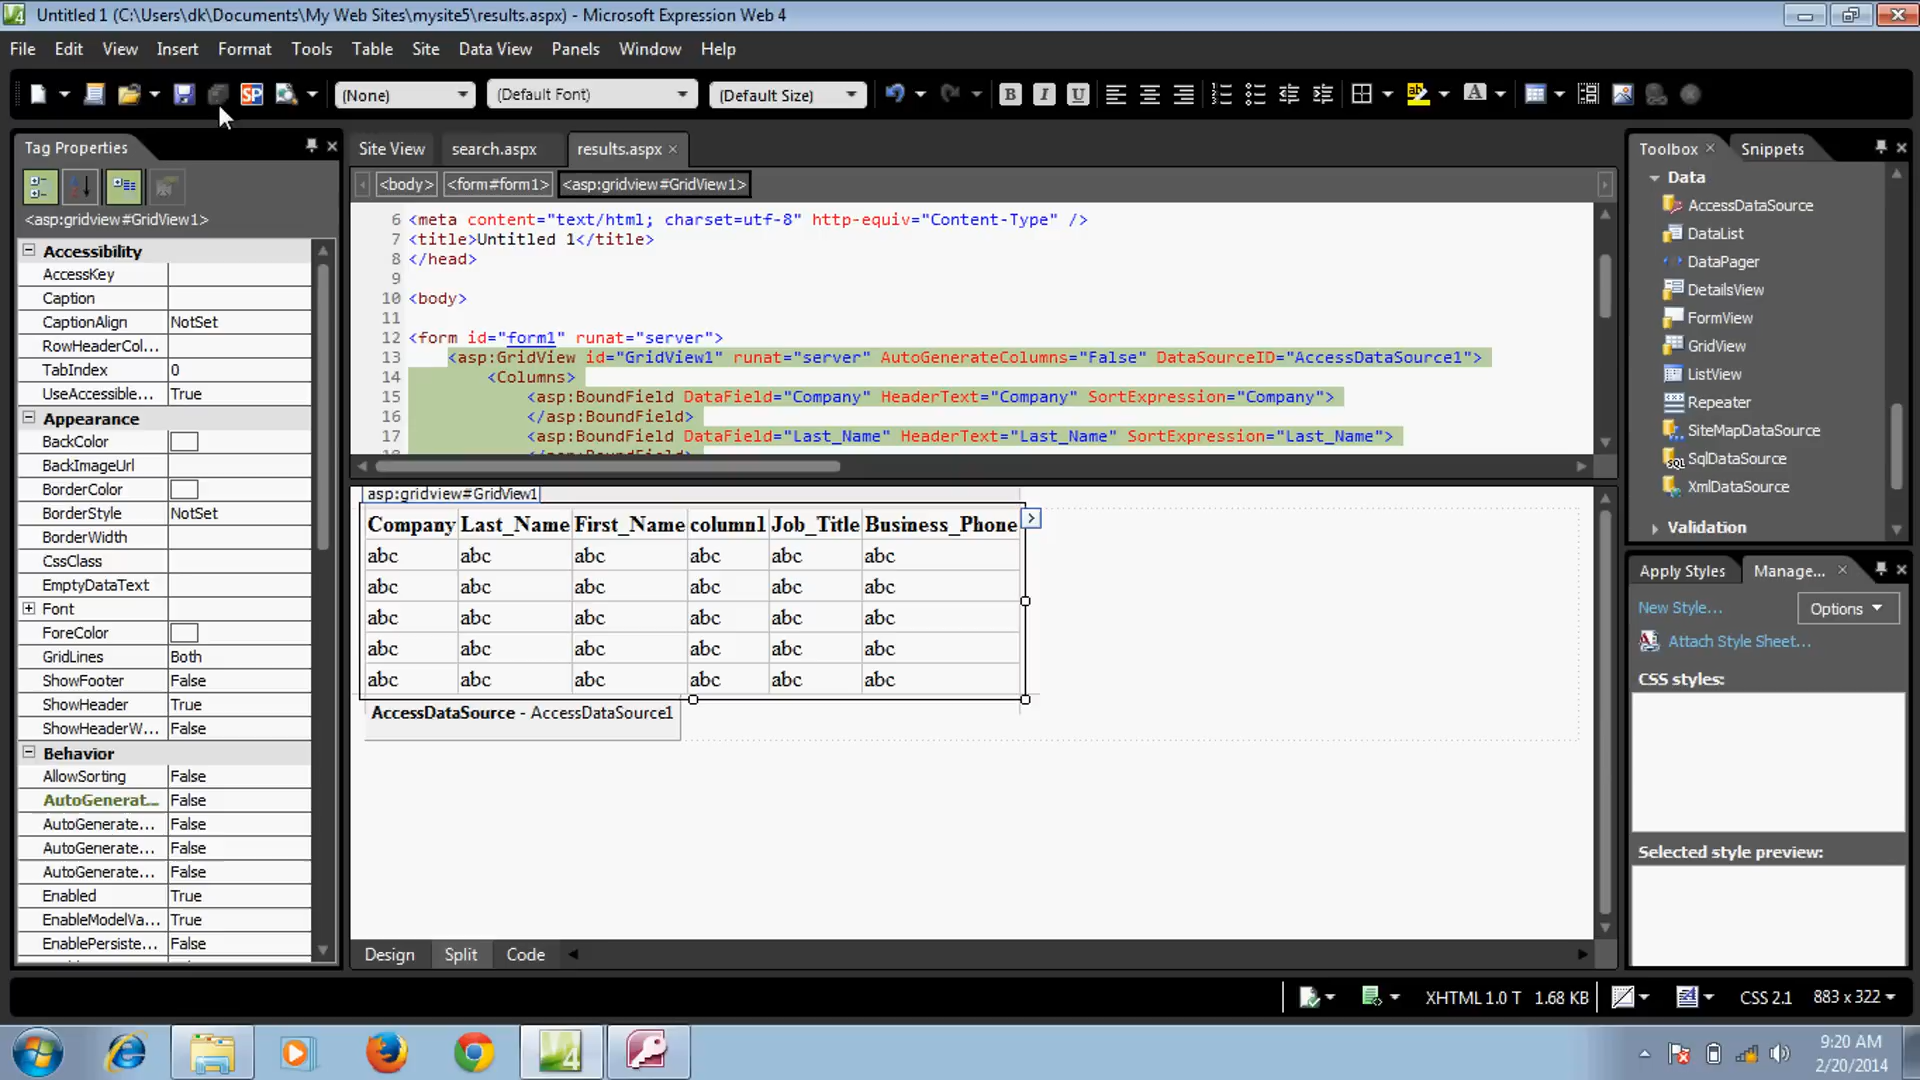 Untitled 1 (C:\Users\dk\Documents\My Web Sites\mysite5\results.aspx) - Microsoft Expression Web 4
File Edit View Insert Format Tools Table Site Data View Panels Window Help
SP (None) (Default Font) (Default Size) B I U A
Tag Properties
<asp:gridview#GridView1>
Accessibility
AccessKey
Caption
CaptionAlign NotSet
RowHeaderCol...
TabIndex 0
UseAccessible... True
Appearance
BackColor
BackImageUrl
BorderColor
BorderStyle NotSet
BorderWidth
CssClass
EmptyDataText
Font
ForeColor
GridLines Both
ShowFooter False
ShowHeader True
ShowHeaderW... False
Behavior
AllowSorting False
AutoGenerat... False
AutoGenerate... False
AutoGenerate... False
AutoGenerate... False
Enabled True
EnableModelVa... True
EnablePersiste... False
Site View search.aspx results.aspx
<body> <form#form1> <asp:gridview#GridView1>
6 <meta content="text/html; charset=utf-8" http-equiv="Content-Type" />
7 <title>Untitled 1</title>
8 </head>
9
10 <body>
11
12 <form id="form1" runat="server">
13 <asp:GridView id="GridView1" runat="server" AutoGenerateColumns="False" DataSourceID="AccessDataSource1">
14 <Columns>
15 <asp:BoundField DataField="Company" HeaderText="Company" SortExpression="Company">
16 </asp:BoundField>
17 <asp:BoundField DataField="Last_Name" HeaderText="Last_Name" SortExpression="Last_Name">
asp:gridview#GridView1
Company Last_Name First_Name column1 Job_Title Business_Phone
abc abc abc abc abc abc
abc abc abc abc abc abc
abc abc abc abc abc abc
abc abc abc abc abc abc
abc abc abc abc abc abc
AccessDataSource - AccessDataSource1
Design Split Code
Toolbox Snippets
Data
AccessDataSource
DataList
DataPager
DetailsView
FormView
GridView
ListView
Repeater
SiteMapDataSource
SqlDataSource
XmlDataSource
Validation
Apply Styles Manage...
New Style... Options
Attach Style Sheet...
CSS styles:
Selected style preview:
XHTML 1.0 T 1.68 KB CSS 2.1 883 x 322
9:20 AM
2/20/2014